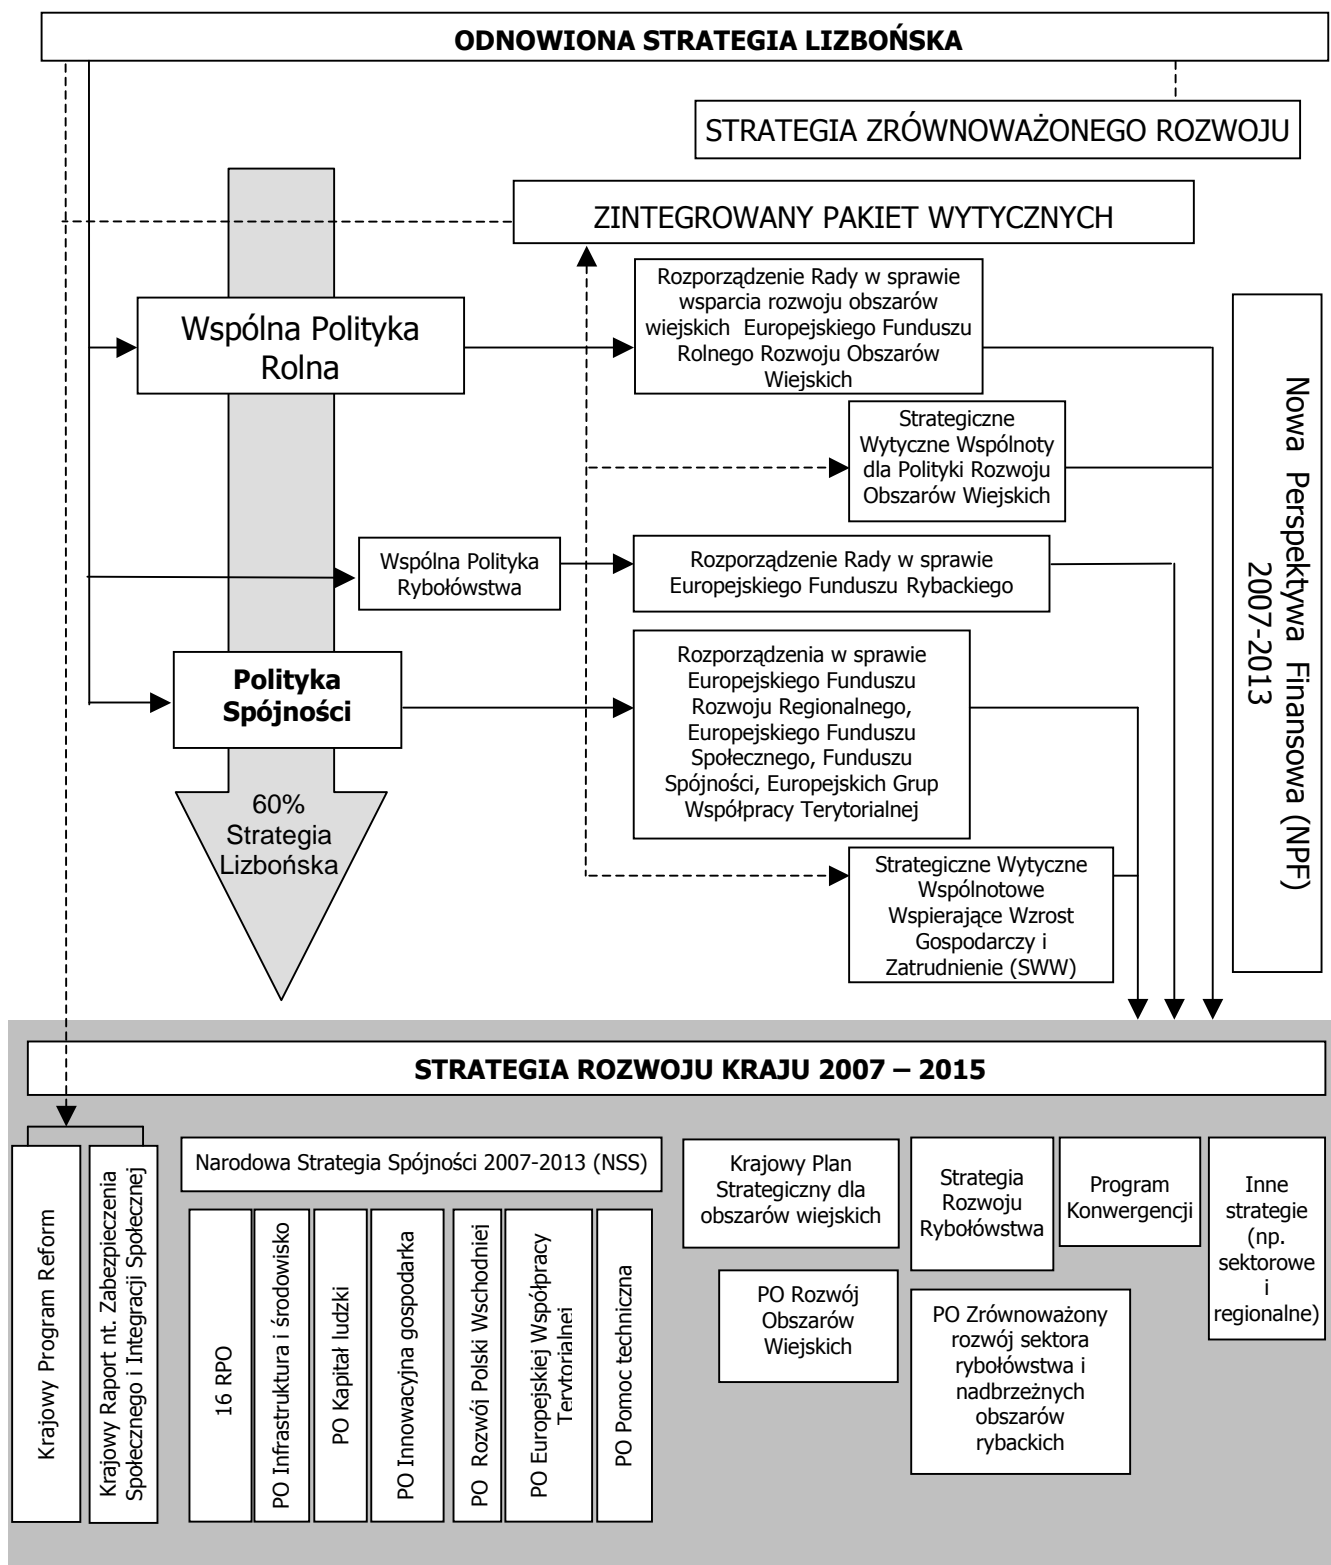 ODNOWIONA STRATEGIA LIZBOŃSKA
STRATEGIA ZRÓWNOWAŻONEGO ROZWOJU
ZINTEGROWANY PAKIET WYTYCZNYCH
Wspólna Polityka
Rolna
Rozporządzenie Rady w sprawie
wsparcia rozwoju obszarów
wiejskich Europejskiego Funduszu
Rolnego Rozwoju Obszarów
Wiejskich
Strategiczne
Wytyczne Wspólnoty
dla Polityki Rozwoju
Obszarów Wiejskich
Wspólna Polityka
Rybołówstwa
Rozporządzenie Rady w sprawie
Europejskiego Funduszu Rybackiego
Polityka
Spójności
Rozporządzenia w sprawie
Europejskiego Funduszu
Rozwoju Regionalnego,
Europejskiego Funduszu
Społecznego, Funduszu
Spójności, Europejskich Grup
Współpracy Terytorialnej
60%
Strategia
Lizbońska
Strategiczne Wytyczne
Wspólnotowe
Wspierające Wzrost
Gospodarczy i
Zatrudnienie (SWW)
Nowa Perspektywa Finansowa (NPF)
2007-2013
STRATEGIA ROZWOJU KRAJU 2007 – 2015
Krajowy Program Reform
Krajowy Raport nt. Zabezpieczenia
Społecznego i Integracji Społecznej
Narodowa Strategia Spójności 2007-2013 (NSS)
16 RPO
PO Infrastruktura i środowisko
PO Kapitał ludzki
PO Innowacyjna gospodarka
PO Rozwój Polski Wschodniej
PO Europejskiej Współpracy
Terytorialnej
PO Pomoc techniczna
Krajowy Plan
Strategiczny dla
obszarów wiejskich
PO Rozwój
Obszarów
Wiejskich
Strategia
Rozwoju
Rybołówstwa
PO Zrównoważony
rozwój sektora
rybołówstwa i
nadbrzeżnych
obszarów
rybackich
Program
Konwergencji
Inne
strategie
(np.
sektorowe
i
regionalne)